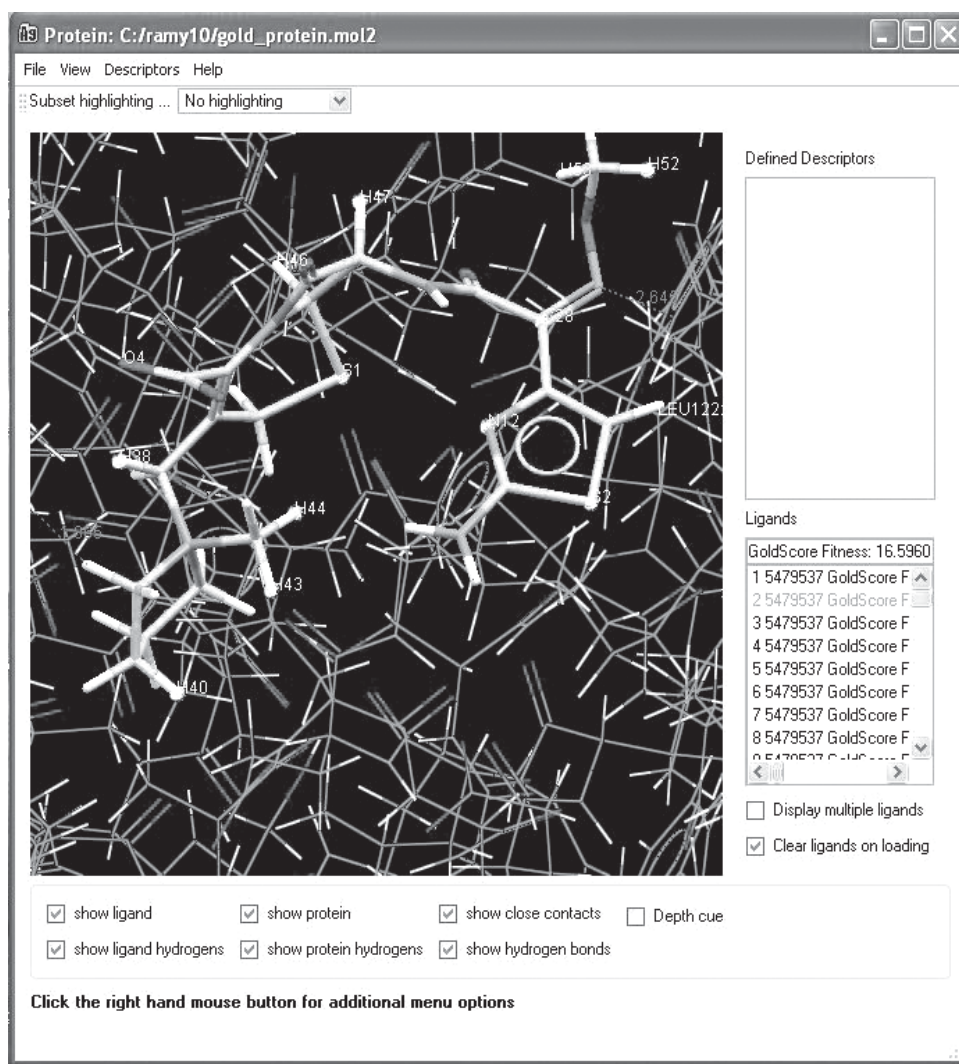 Protein: C:/ramy10/gold_protein.mol2
File View Descriptors Help
Subset highlighting ... No highlighting
Defined Descriptors
H52
H47
O4
S1
2.64
LEU122:
N12
S2
H44
H43
H40
Ligands
GoldScore Fitness: 16.5960
1 5479537 GoldScore F
2 5479537 GoldScore F
3 5479537 GoldScore F
4 5479537 GoldScore F
5 5479537 GoldScore F
6 5479537 GoldScore F
7 5479537 GoldScore F
8 5479537 GoldScore F
Display multiple ligands
Clear ligands on loading
show ligand show protein show close contacts Depth cue
show ligand hydrogens show protein hydrogens show hydrogen bonds
Click the right hand mouse button for additional menu options